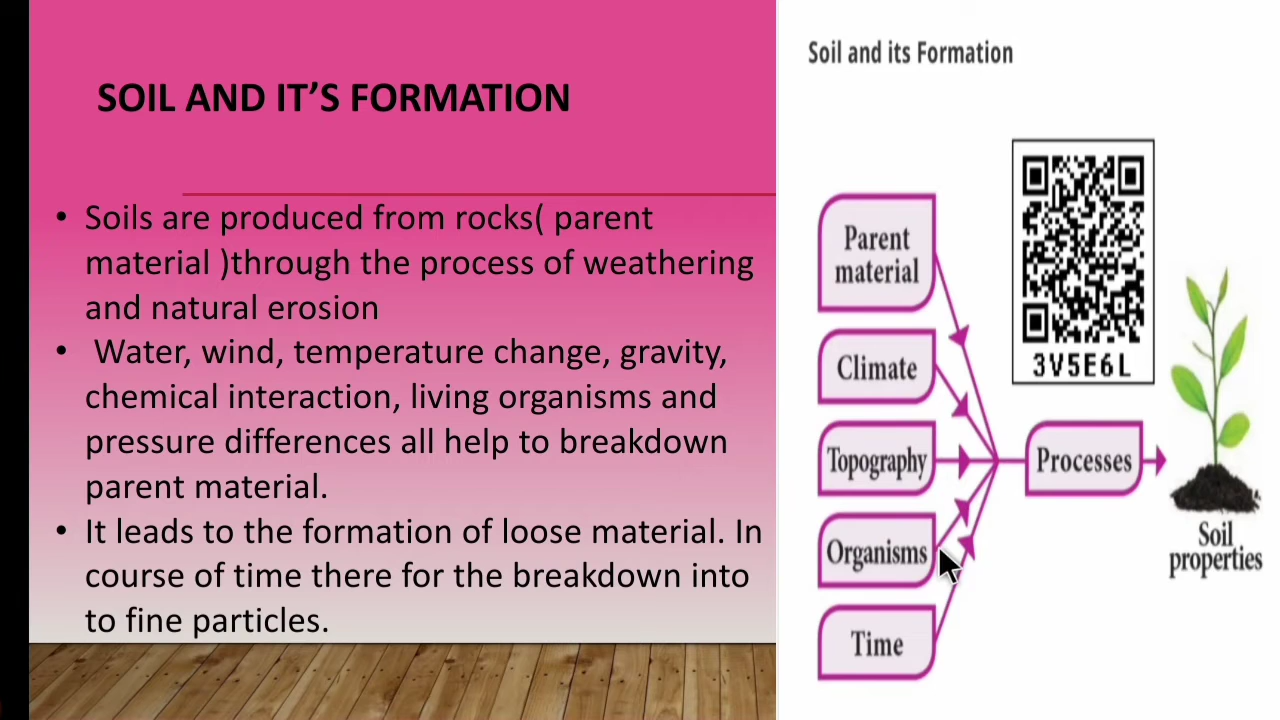 SOIL AND IT’S FORMATION
• Soils are produced from rocks( parent
material )through the process of weathering
and natural erosion
• Water, wind, temperature change, gravity,
chemical interaction, living organisms and
pressure differences all help to breakdown
parent material.
• It leads to the formation of loose material. In
course of time there for the breakdown into
to fine particles.
Soil and its Formation
3V5E6L
Parent
material
Climate
Topography
Organisms
Time
Processes
Soil
properties